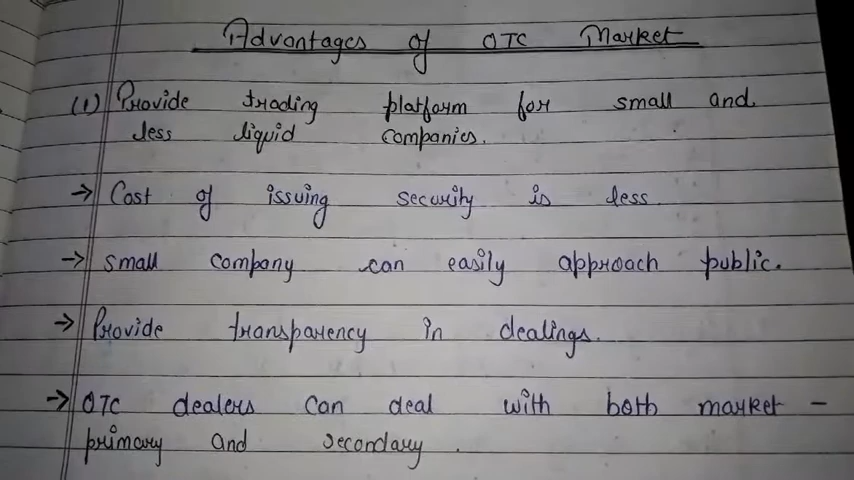 Advantages of OTC Market
(1) Provide trading platform for small and
less liquid companies.
→ Cost of issuing security is less
→ small company can easily approach public.
→ Provide transparency in dealings.
→ OTC dealers can deal with both market -
primary and secondary.